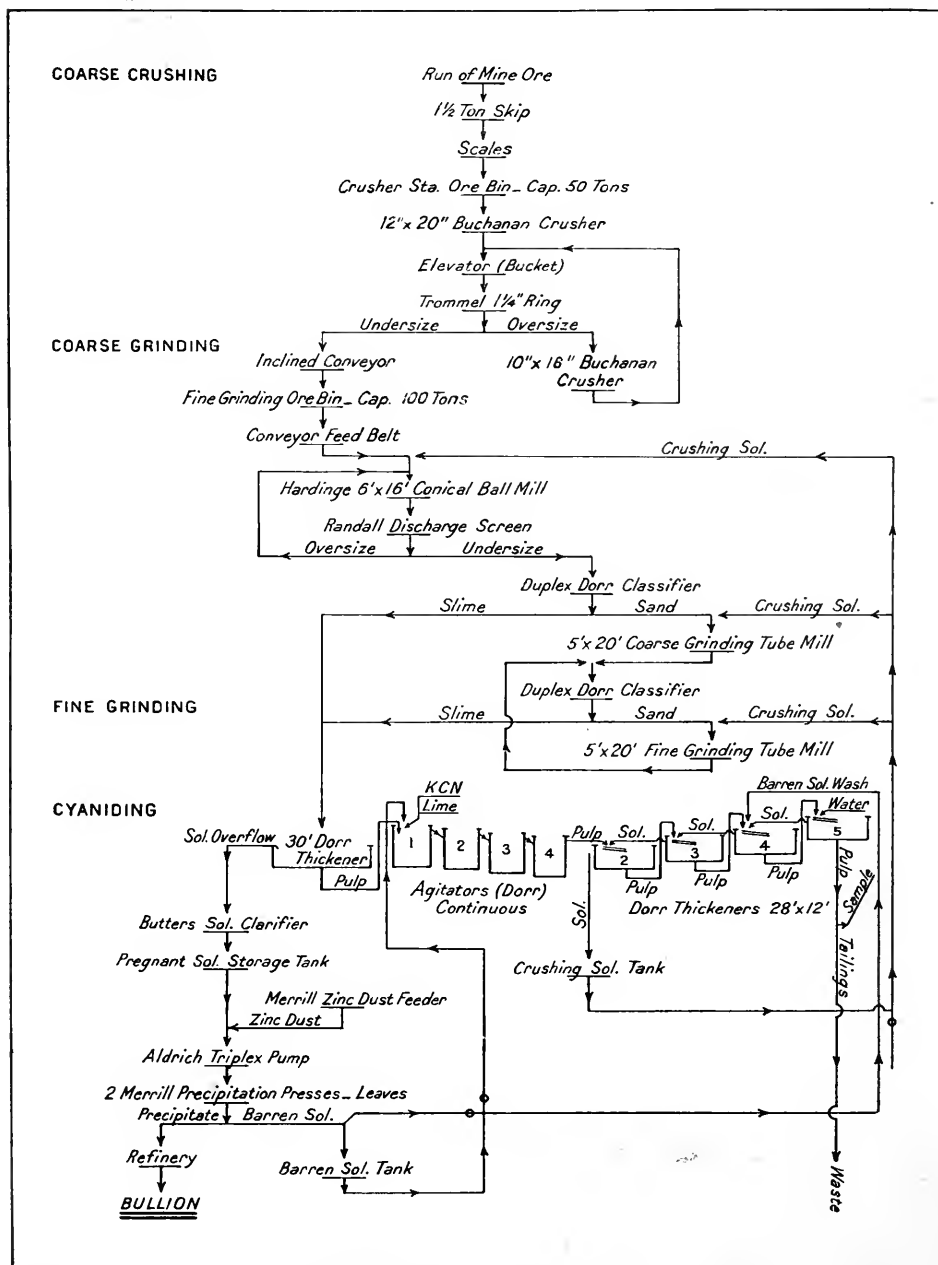 COARSE CRUSHING
Run of Mine Ore
1½ Ton Skip
Scales
Crusher Sta. Ore Bin_ Cap. 50 Tons
12"x 20" Buchanan Crusher
Elevator (Bucket)
Trommel 1¼" Ring
Undersize Oversize
COARSE GRINDING
Inclined Conveyor
10"x 16" Buchanan
Crusher
Fine Grinding Ore Bin_ Cap. 100 Tons
Conveyor Feed Belt
Crushing Sol.
Hardinge 6'x16' Conical Ball Mill
Randall Discharge Screen
Oversize Undersize
Duplex Dorr Classifier
Slime Sand Crushing Sol.
5'x20' Coarse Grinding Tube Mill
Duplex Dorr Classifier
FINE GRINDING
Slime Sand Crushing Sol.
5'x20' Fine Grinding Tube Mill
CYANIDING
KCN
Lime
Barren Sol. Wash
Water
Sol. Overflow
30' Dorr
Thickener
Pulp
1 2 3 4
Agitators (Dorr)
Continuous
Pulp Sol. Sol. Sol.
2 3 4 5
Pulp Pulp Pulp
Dorr Thickeners 28'x12'
Pulp
Sample
Tailings
Waste
Sol.
Crushing Sol. Tank
Butters Sol. Clarifier
Pregnant Sol. Storage Tank
Merrill Zinc Dust Feeder
Zinc Dust
Aldrich Triplex Pump
2 Merrill Precipitation Presses_ Leaves
Precipitate Barren Sol.
Refinery
Barren Sol. Tank
BULLION